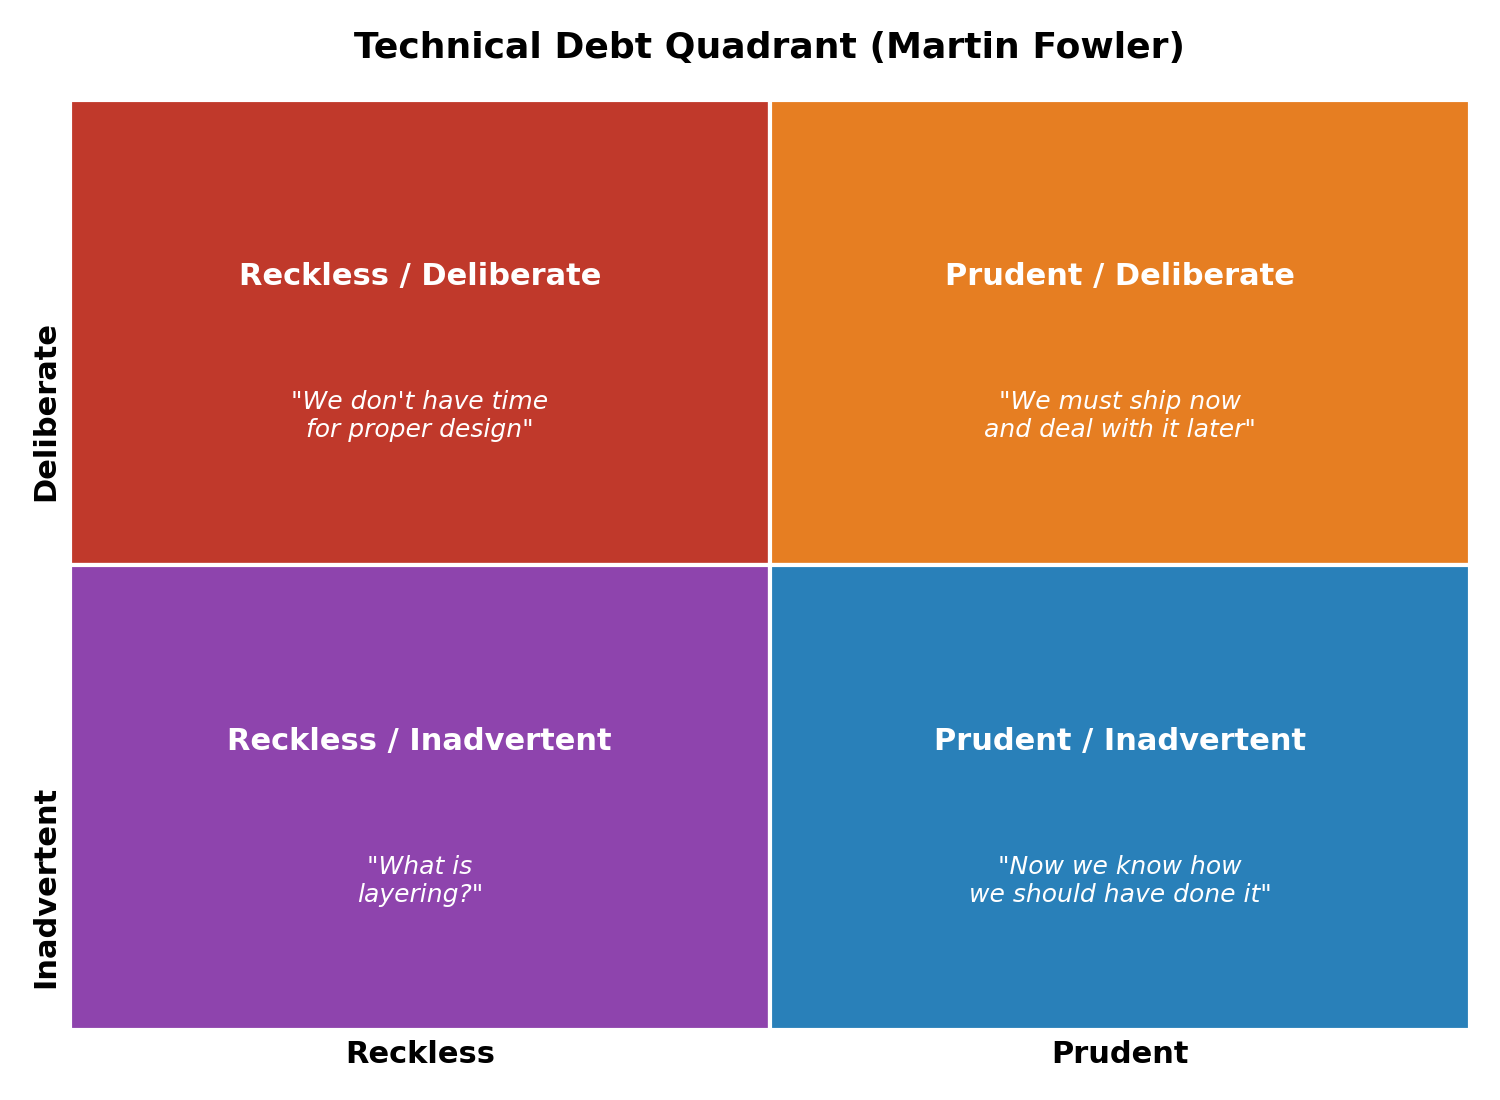 Technical Debt Quadrant (Martin Fowler)
Deliberate
Reckless / Deliberate
"We don't have time
for proper design"
Prudent / Deliberate
"We must ship now
and deal with it later"
Inadvertent
Reckless / Inadvertent
"What is
layering?"
Prudent / Inadvertent
"Now we know how
we should have done it"
Reckless
Prudent